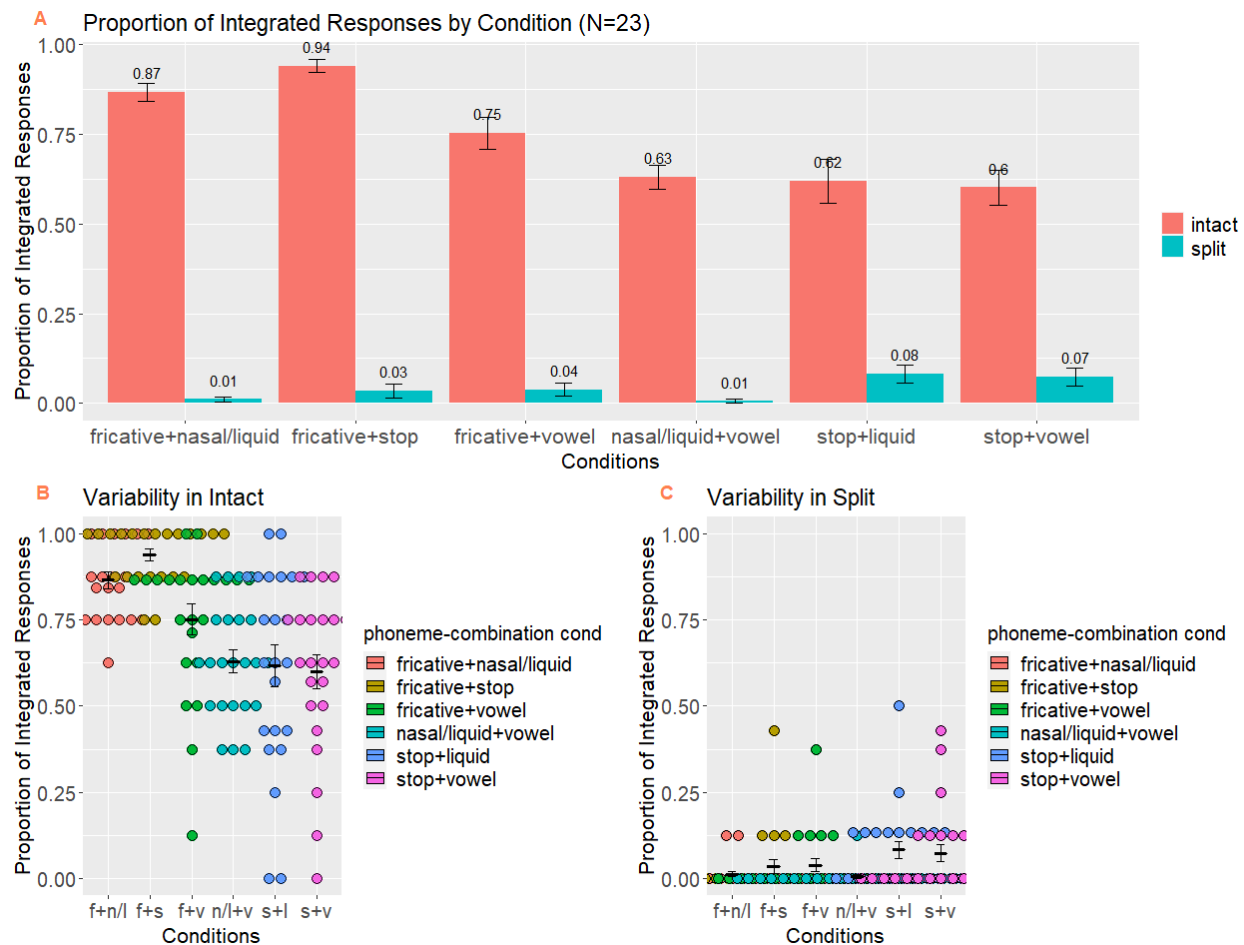 A
Proportion of Integrated Responses by Condition (N=23)
Proportion of Integrated Responses
1.00
0.75
0.50
0.25
0.00
0.87
0.01
0.94
0.03
0.75
0.04
0.63
0.01
0.62
0.08
0.6
0.07
fricative+nasal/liquid
fricative+stop
fricative+vowel
nasal/liquid+vowel
stop+liquid
stop+vowel
Conditions
intact
split
B
Variability in Intact
Proportion of Integrated Responses
1.00
0.75
0.50
0.25
0.00
f+n/l
f+s
f+v
n/l+v
s+l
s+v
Conditions
phoneme-combination cond
fricative+nasal/liquid
fricative+stop
fricative+vowel
nasal/liquid+vowel
stop+liquid
stop+vowel
C
Variability in Split
Proportion of Integrated Responses
1.00
0.75
0.50
0.25
0.00
f+n/l
f+s
f+v
n/l+v
s+l
s+v
Conditions
phoneme-combination cond
fricative+nasal/liquid
fricative+stop
fricative+vowel
nasal/liquid+vowel
stop+liquid
stop+vowel